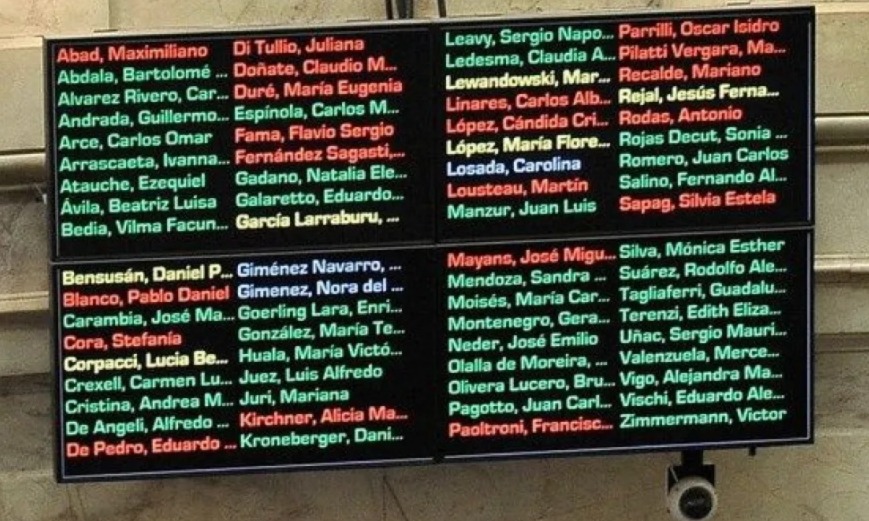 Abad, Maximiliano
Abdala, Bartolomé ...
Alvarez Rivero, Car...
Andrada, Guillermo...
Arce, Carlos Omar
Arrascaeta, Ivanna...
Atauche, Ezequiel
Ávila, Beatriz Luisa
Bedia, Vilma Facun...
Di Tullio, Juliana
Doñate, Claudio M...
Duré, María Eugenia
Espínola, Carlos M...
Fama, Flavio Sergio
Fernández Sagasti,...
Gadano, Natalia Ele...
Galaretto, Eduardo...
García Larraburu, ...
Leavy, Sergio Napo...
Ledesma, Claudia A...
Lewandowski, Mar...
Linares, Carlos Alb...
López, Cándida Cri...
López, María Flore...
Losada, Carolina
Lousteau, Martín
Manzur, Juan Luis
Parrilli, Oscar Isidro
Pilatti Vergara, Ma...
Recalde, Mariano
Rejal, Jesús Ferna...
Rodas, Antonio
Rojas Decut, Sonia ...
Romero, Juan Carlos
Salino, Fernando Al...
Sapag, Silvia Estela
Bensusán, Daniel P...
Blanco, Pablo Daniel
Carambia, José Ma...
Cora, Stefanía
Corpacci, Lucia Be...
Crexell, Carmen Lu...
Cristina, Andrea M...
De Angeli, Alfredo ...
De Pedro, Eduardo ...
Giménez Navarro, ...
Gimenez, Nora del ...
Goerling Lara, Enri...
González, María Te...
Huala, María Victó...
Juez, Luis Alfredo
Juri, Mariana
Kirchner, Alicia Ma...
Kroneberger, Dani...
Mayans, José Migu...
Mendoza, Sandra ...
Moisés, María Car...
Montenegro, Gera...
Neder, José Emilio
Olalla de Moreira, ...
Olivera Lucero, Bru...
Pagotto, Juan Carl...
Paoltroni, Francisc...
Silva, Mónica Esther
Suárez, Rodolfo Ale...
Tagliaferri, Guadalu...
Terenzi, Edith Eliza...
Uñac, Sergio Mauri...
Valenzuela, Merce...
Vigo, Alejandra Ma...
Vischi, Eduardo Ale...
Zimmermann, Víctor